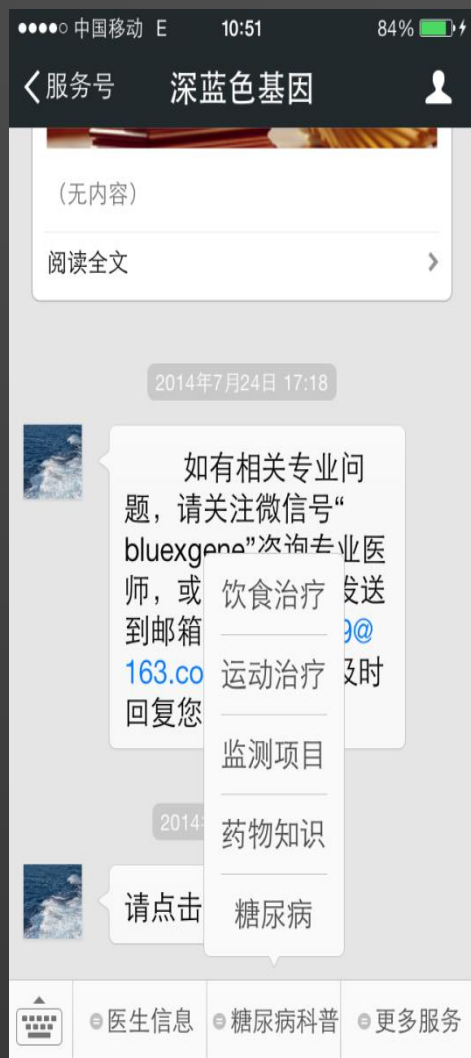 中国移动 E 10:51 84%
服务号 深蓝色基因
（无内容）
阅读全文
2014年7月24日 17:18
如有相关专业问
题，请关注微信号“
bluexgene”咨询专业医
师，或 发送
到邮箱 9@
163.co 及时
回复您
饮食治疗
运动治疗
监测项目
药物知识
糖尿病
2014
请点击
医生信息 糖尿病科普 更多服务